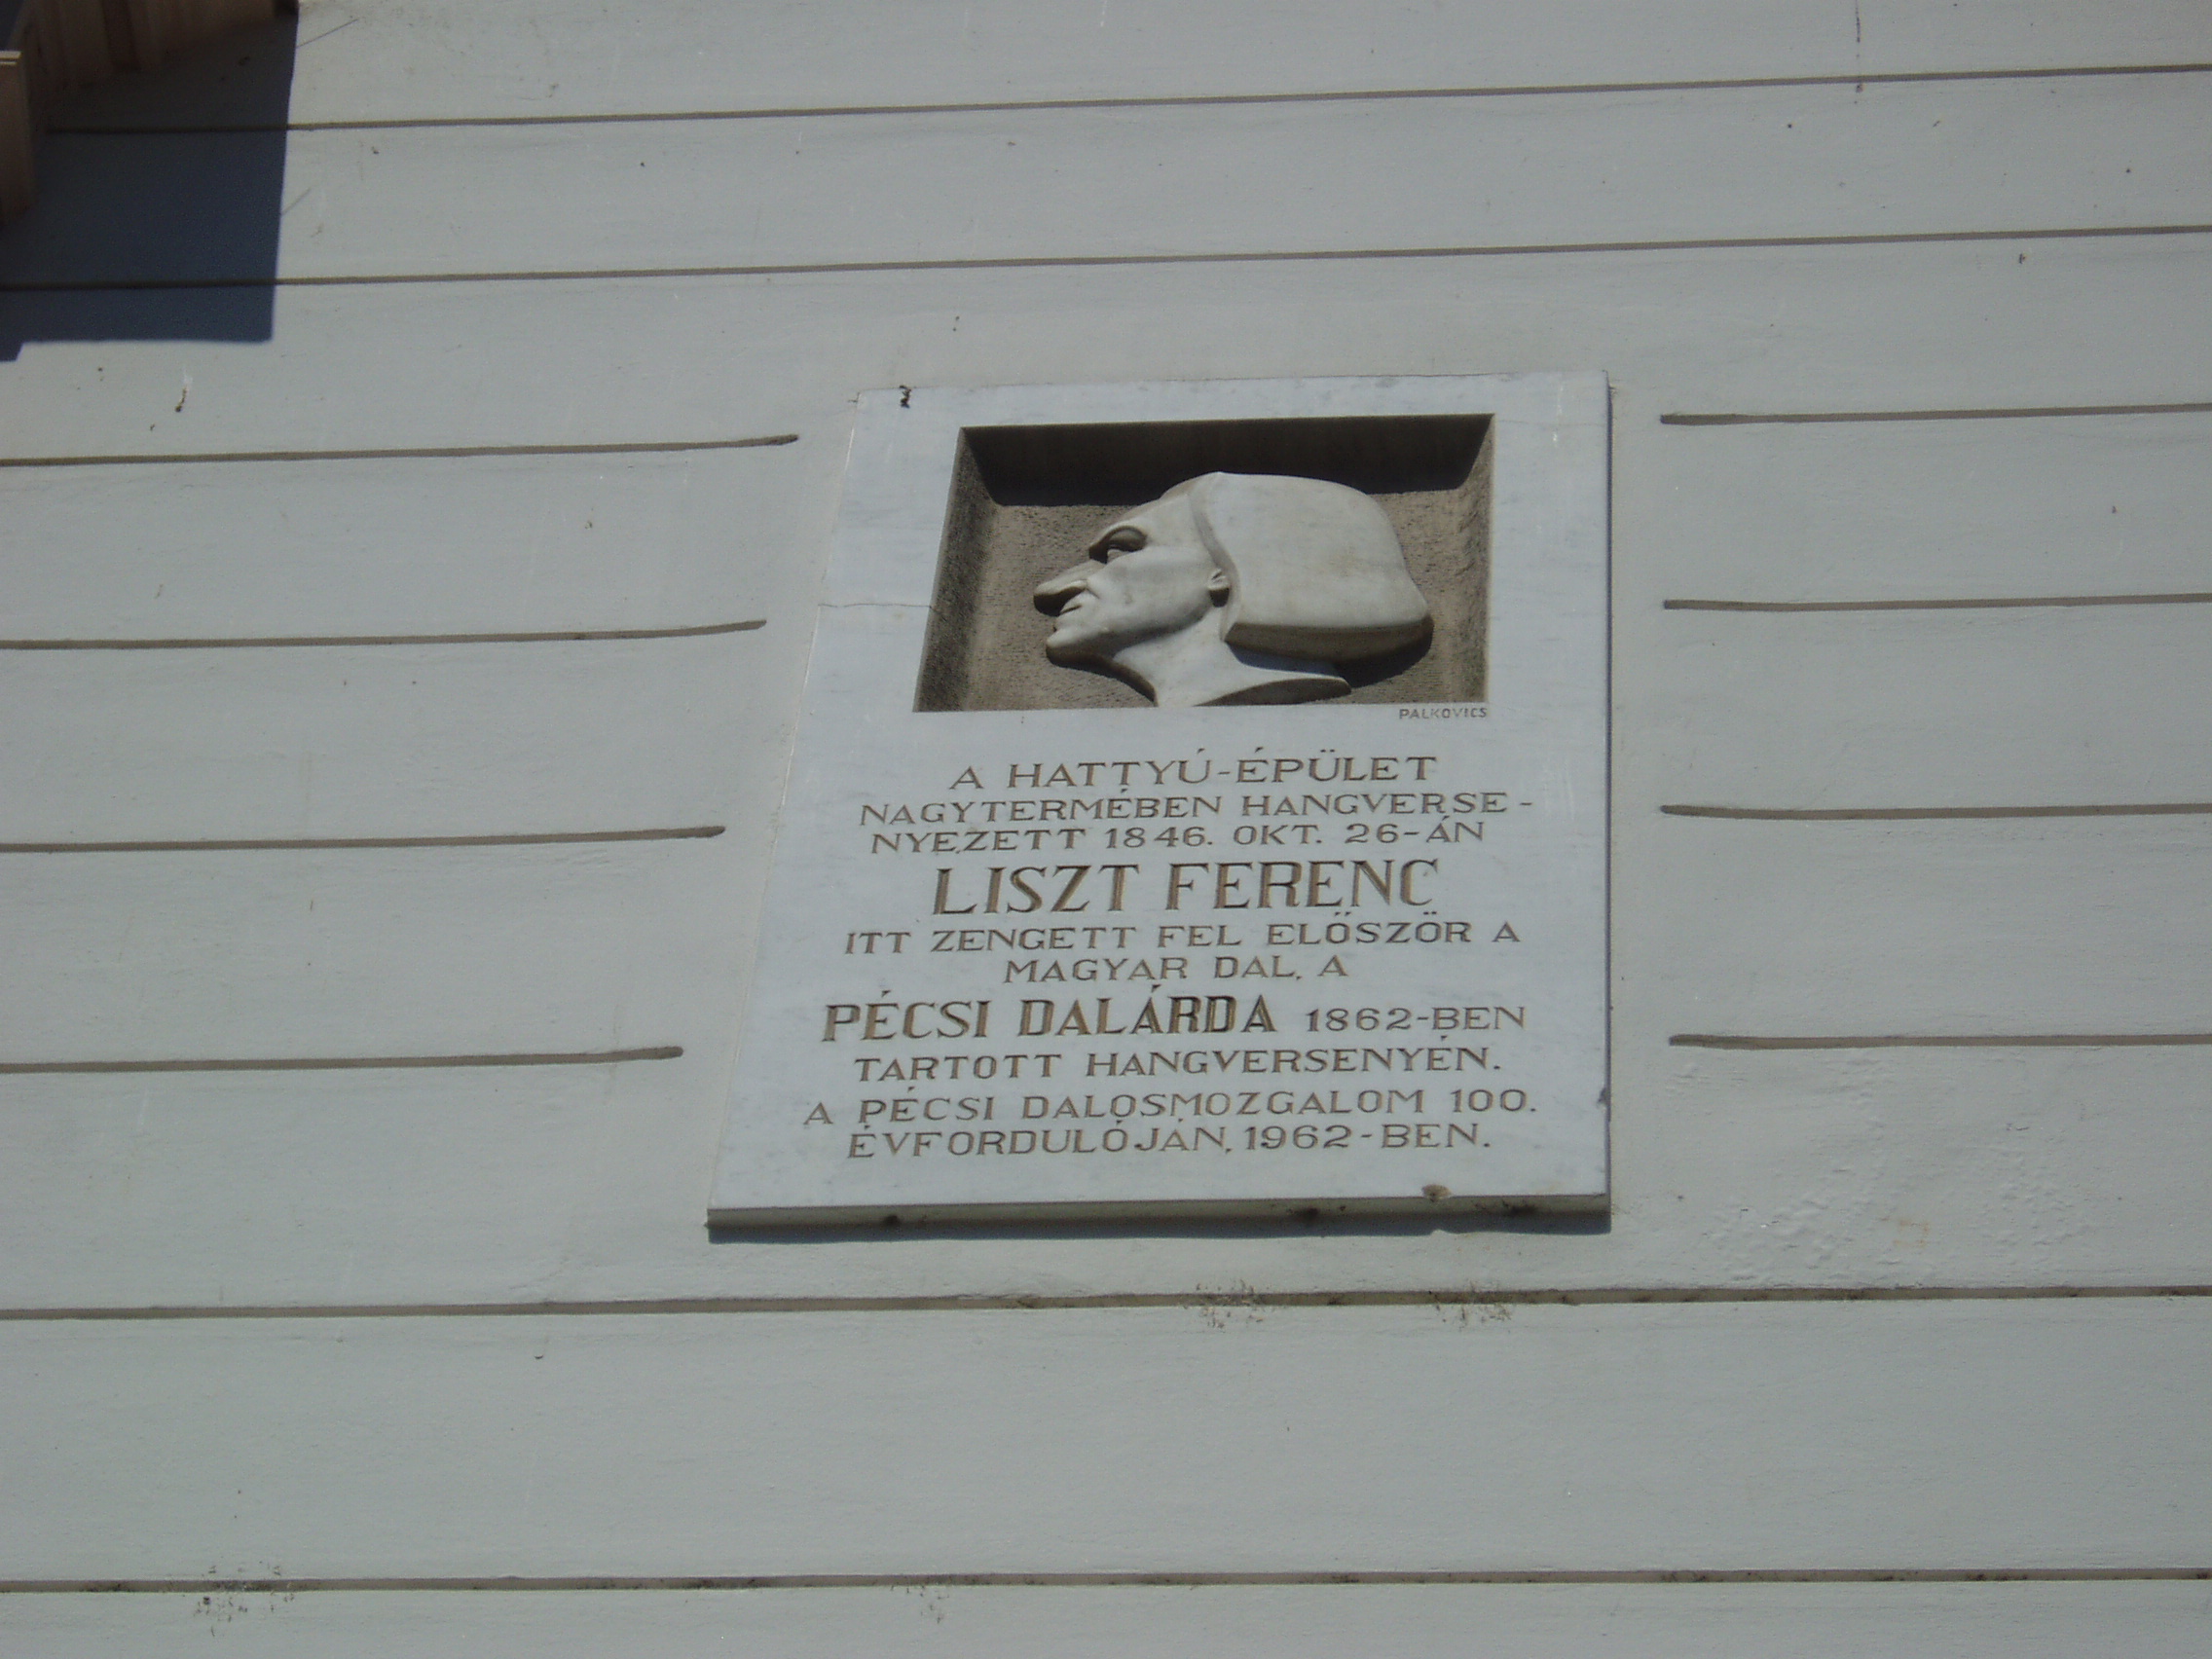 PALKOVICS
A HATTYÚ-ÉPÜLET
NAGYTERMÉBEN HANGVERSE-
NYEZETT 1846. OKT. 26-ÁN
LISZT FERENC
ITT ZENGETT FEL ELŐSZÖR A
MAGYAR DAL, A
PÉCSI DALÁRDA 1862-BEN
TARTOTT HANGVERSENYÉN.
A PÉCSI DALOSMOZGALOM 100.
ÉVFORDULÓJÁN, 1962-BEN.